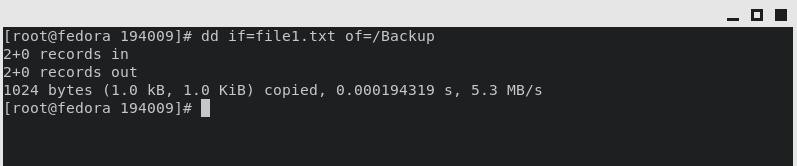 [root@fedora 194009]# dd if=file1.txt of=/Backup
2+0 records in
2+0 records out
1024 bytes (1.0 kB, 1.0 KiB) copied, 0.000194319 s, 5.3 MB/s
[root@fedora 194009]#